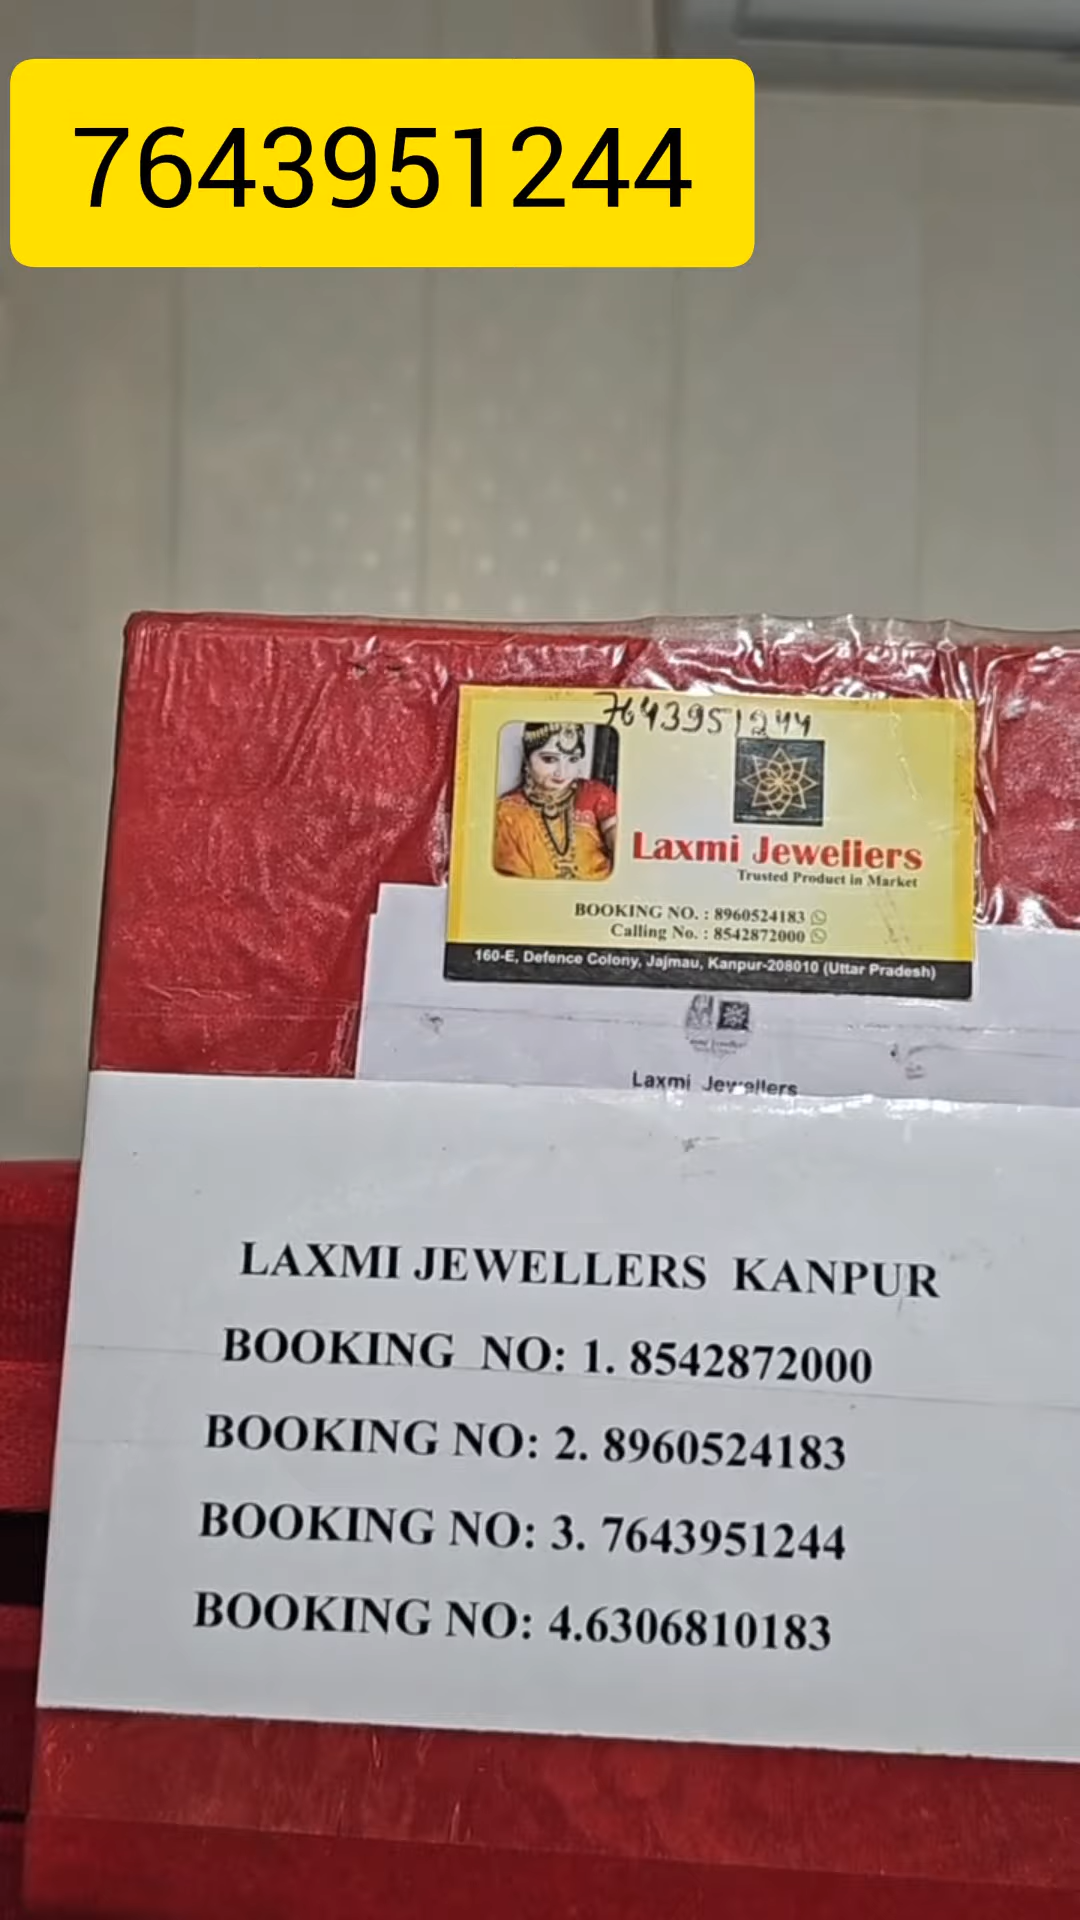 7643951244
7643951244
Laxmi Jewellers
Trusted Product in Market
BOOKING NO. : 8960524183
Calling No. : 8542872000
160-E, Defence Colony, Jajmau, Kanpur-208010 (Uttar Pradesh)
Laxmi Jewellers
LAXMI JEWELLERS KANPUR
BOOKING NO: 1. 8542872000
BOOKING NO: 2. 8960524183
BOOKING NO: 3. 7643951244
BOOKING NO: 4.6306810183